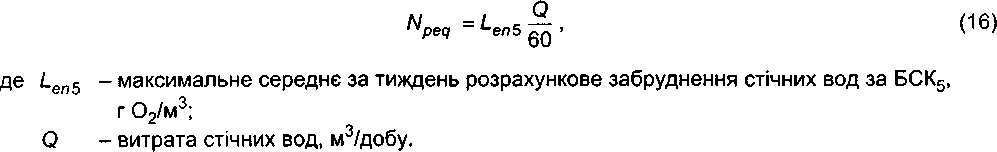 N_peq = L_en5 Q/60 , (16)
де L_en5 – максимальне середнє за тиждень розрахункове забруднення стічних вод за БСК₅,
г O₂/м³;
Q – витрата стічних вод, м³/добу.